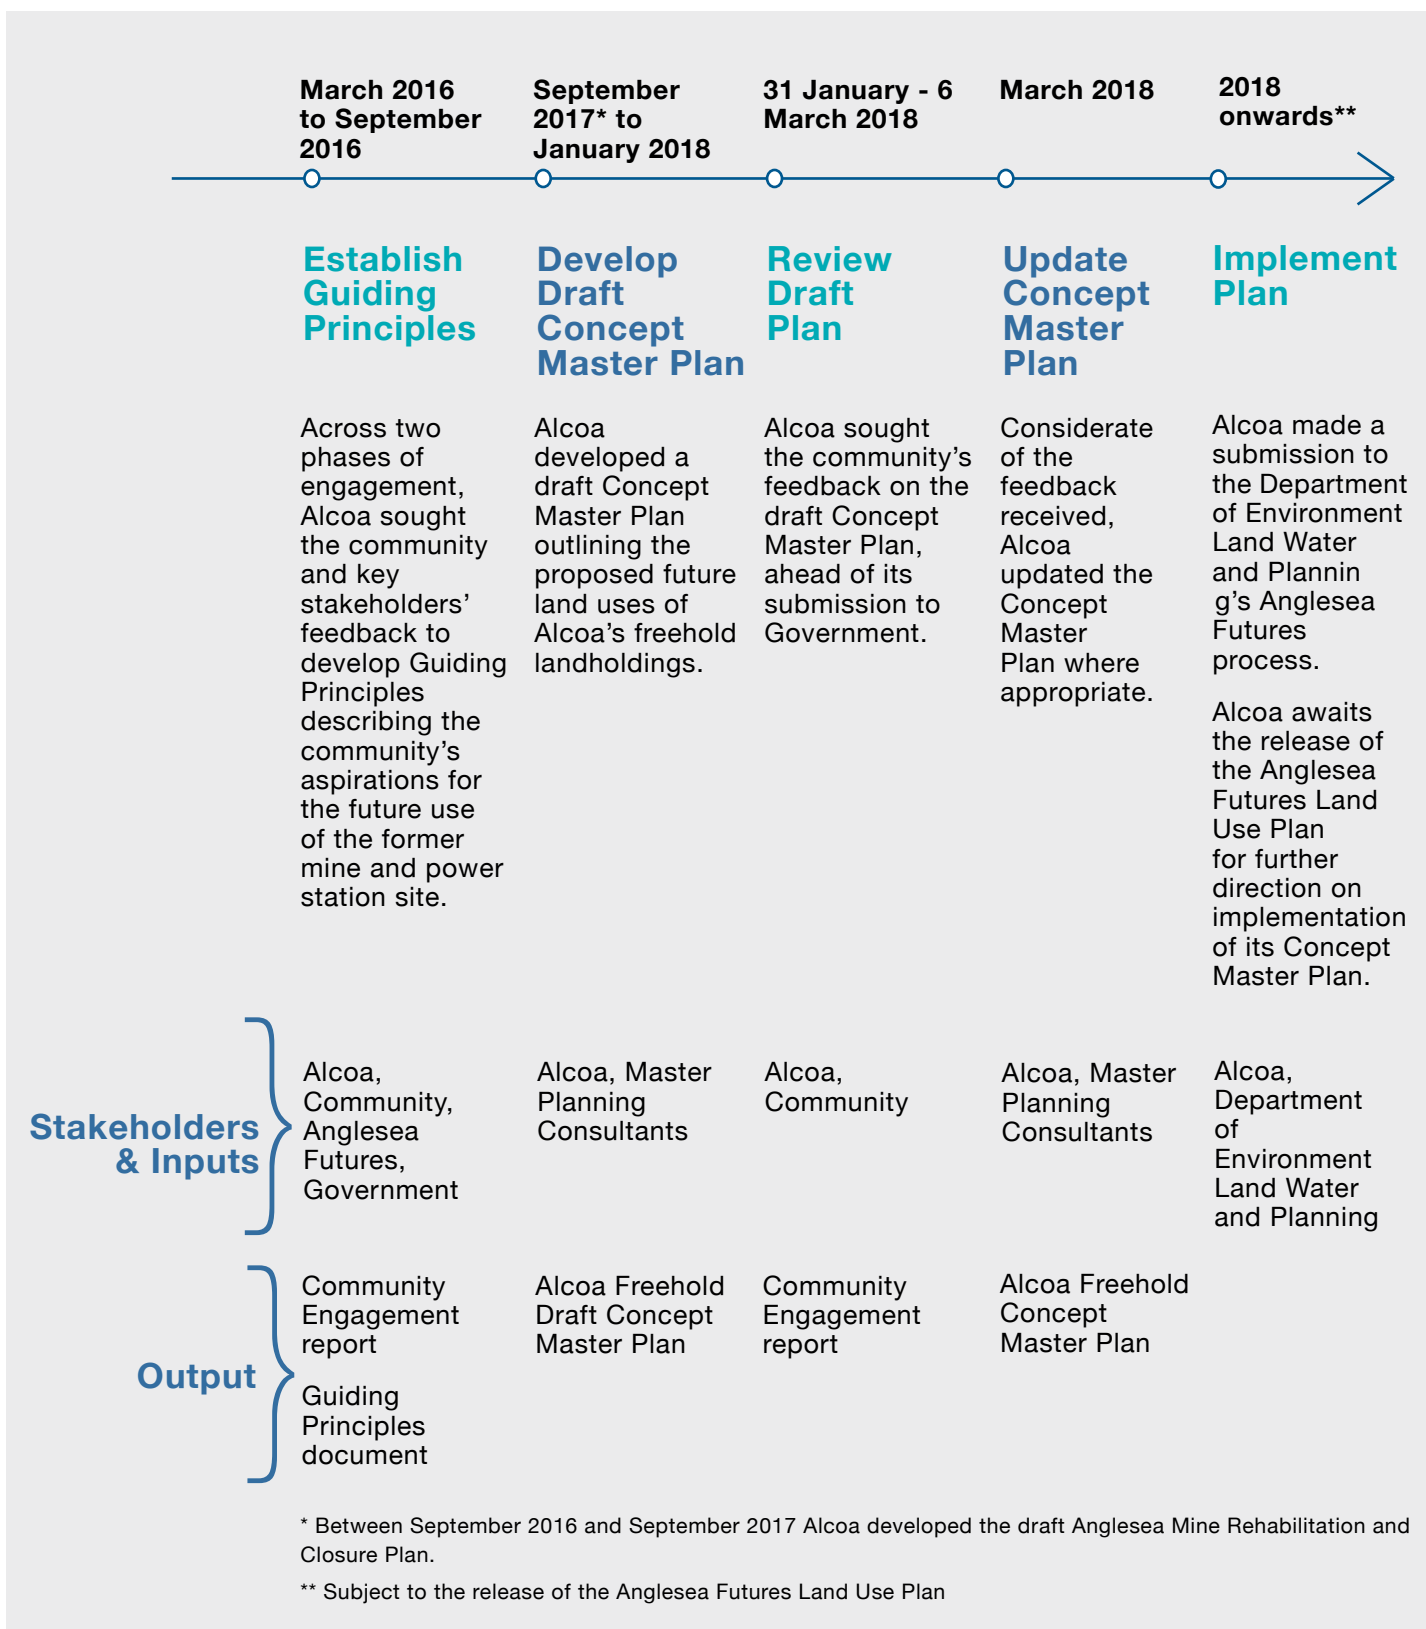 March 2016
to September
2016
September
2017* to
January 2018
31 January - 6
March 2018
March 2018
2018
onwards**
Establish
Guiding
Principles
Develop
Draft
Concept
Master Plan
Review
Draft
Plan
Update
Concept
Master
Plan
Implement
Plan
Across two
phases of
engagement,
Alcoa sought
the community
and key
stakeholders’
feedback to
develop Guiding
Principles
describing the
community’s
aspirations for
the future use
of the former
mine and power
station site.
Alcoa
developed a
draft Concept
Master Plan
outlining the
proposed future
land uses of
Alcoa’s freehold
landholdings.
Alcoa sought
the community’s
feedback on the
draft Concept
Master Plan,
ahead of its
submission to
Government.
Considerate
of the
feedback
received,
Alcoa
updated the
Concept
Master
Plan where
appropriate.
Alcoa made a
submission to
the Department
of Environment
Land Water
and Plannin
g’s Anglesea
Futures
process.
Alcoa awaits
the release of
the Anglesea
Futures Land
Use Plan
for further
direction on
implementation
of its Concept
Master Plan.
Stakeholders
& Inputs
Alcoa,
Community,
Anglesea
Futures,
Government
Alcoa, Master
Planning
Consultants
Alcoa,
Community
Alcoa, Master
Planning
Consultants
Alcoa,
Department
of
Environment
Land Water
and Planning
Output
Community
Engagement
report
Guiding
Principles
document
Alcoa Freehold
Draft Concept
Master Plan
Community
Engagement
report
Alcoa Freehold
Concept
Master Plan
* Between September 2016 and September 2017 Alcoa developed the draft Anglesea Mine Rehabilitation and
Closure Plan.
** Subject to the release of the Anglesea Futures Land Use Plan